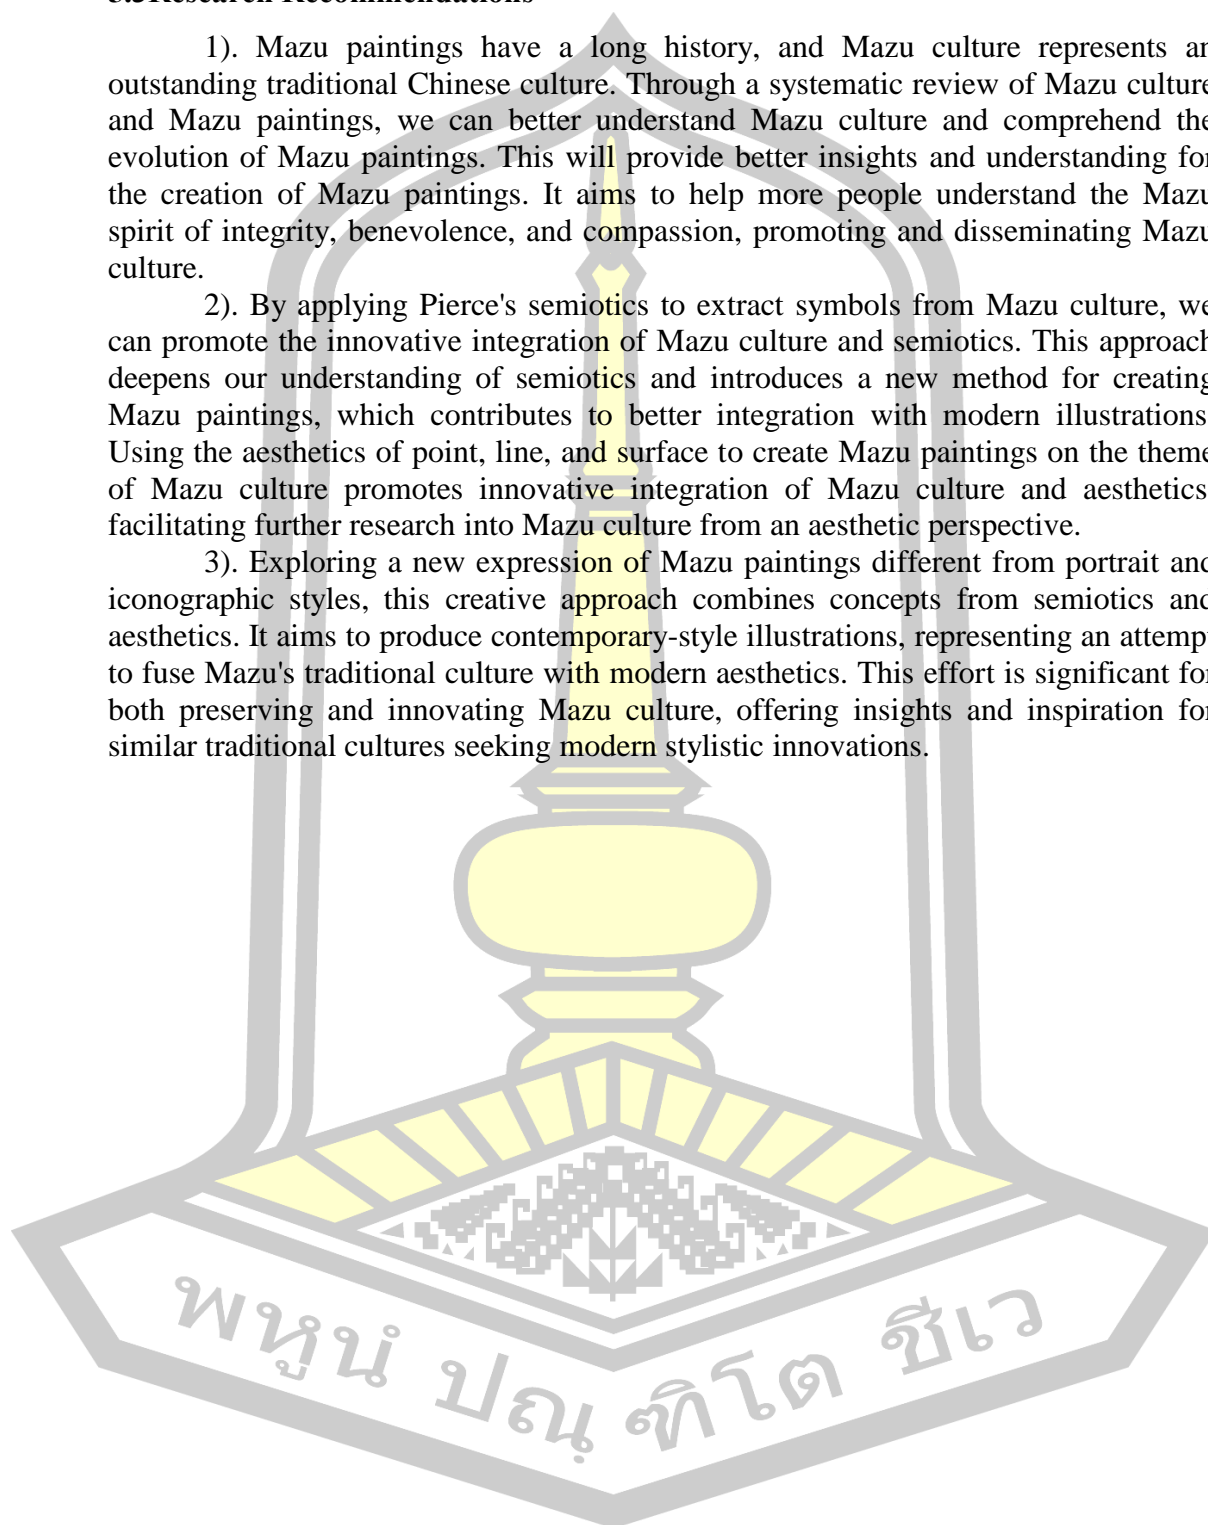 Research Recommendations
1). Mazu paintings have a long history, and Mazu culture represents an
outstanding traditional Chinese culture. Through a systematic review of Mazu culture
and Mazu paintings, we can better understand Mazu culture and comprehend the
evolution of Mazu paintings. This will provide better insights and understanding for
the creation of Mazu paintings. It aims to help more people understand the Mazu
spirit of integrity, benevolence, and compassion, promoting and disseminating Mazu
culture.
2). By applying Pierce's semiotics to extract symbols from Mazu culture, we
can promote the innovative integration of Mazu culture and semiotics. This approach
deepens our understanding of semiotics and introduces a new method for creating
Mazu paintings, which contributes to better integration with modern illustrations
Using the aesthetics of point, line, and surface to create Mazu paintings on the theme
of Mazu culture promotes innovative integration of Mazu culture and aesthetics
facilitating further research into Mazu culture from an aesthetic perspective.
3). Exploring a new expression of Mazu paintings different from portrait and
iconographic styles, this creative approach combines concepts from semiotics and
aesthetics. It aims to produce contemporary-style illustrations, representing an attempt
to fuse Mazu's traditional culture with modern aesthetics. This effort is significant for
both preserving and innovating Mazu culture, offering insights and inspiration for
similar traditional cultures seeking modern stylistic innovations.
พหูนํ ปณฺฑิโต ชีเว